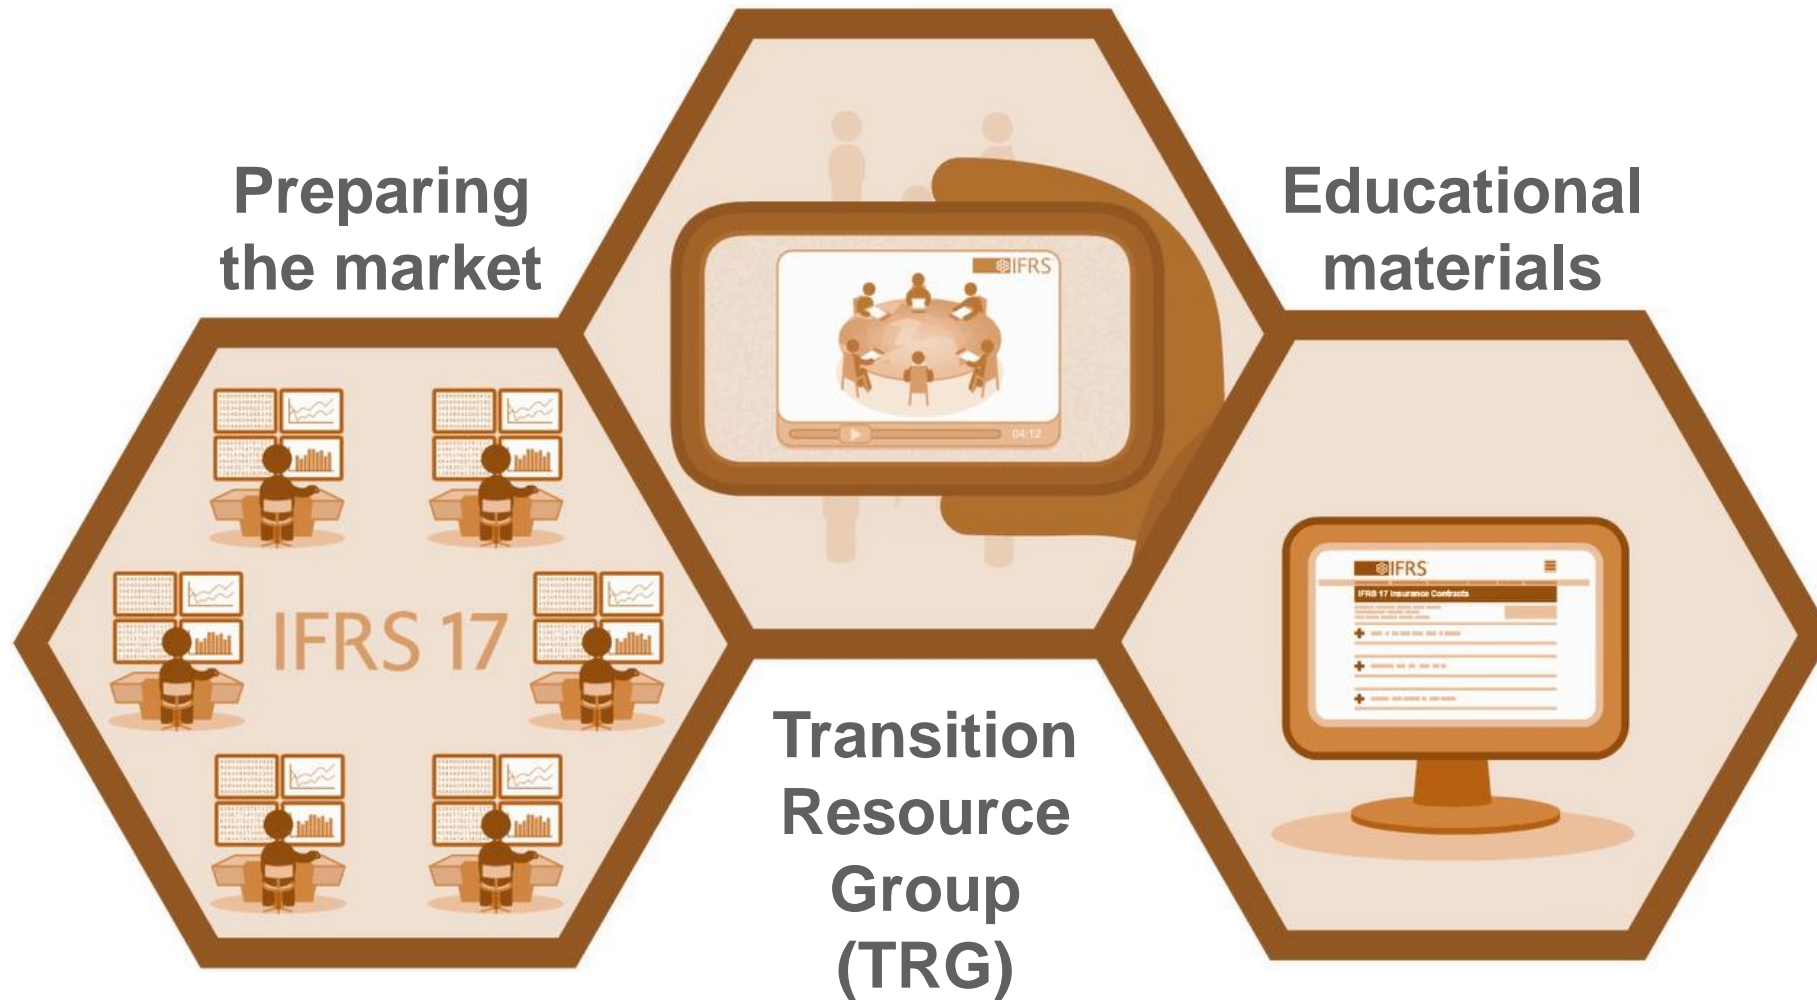 Preparing
the market
IFRS
04:12
Educational
materials
IFRS 17
Transition
Resource
Group
(TRG)
IFRS
IFRS 17 Insurance Contracts